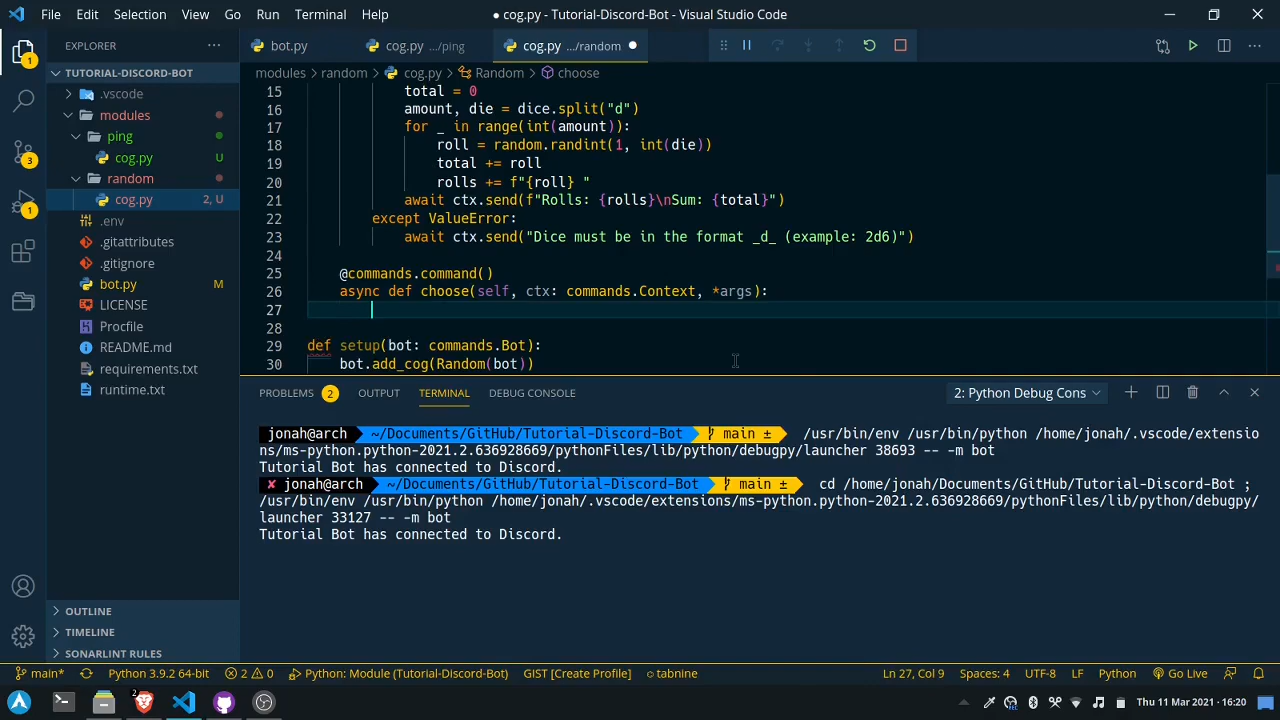 File Edit Selection View Go Run Terminal Help
● cog.py - Tutorial-Discord-Bot - Visual Studio Code
EXPLORER
TUTORIAL-DISCORD-BOT
.vscode
modules
ping
cog.py U
random
cog.py 2, U
.env
.gitattributes
.gitignore
bot.py M
LICENSE
Procfile
README.md
requirements.txt
runtime.txt
OUTLINE
TIMELINE
SONARLINT RULES
1
3
1
bot.py cog.py .../ping cog.py .../random
modules > random > cog.py > Random > choose
15 total = 0
16 amount, die = dice.split("d")
17 for _ in range(int(amount)):
18 roll = random.randint(1, int(die))
19 total += roll
20 rolls += f"{roll} "
21 await ctx.send(f"Rolls: {rolls}\nSum: {total}")
22 except ValueError:
23 await ctx.send("Dice must be in the format _d_ (example: 2d6)")
24
25 @commands.command()
26 async def choose(self, ctx: commands.Context, *args):
27
28
29 def setup(bot: commands.Bot):
30 bot.add_cog(Random(bot))
PROBLEMS 2 OUTPUT TERMINAL DEBUG CONSOLE 2: Python Debug Cons
jonah@arch ~/Documents/GitHub/Tutorial-Discord-Bot main ± /usr/bin/env /usr/bin/python /home/jonah/.vscode/extensio
ns/ms-python.python-2021.2.636928669/pythonFiles/lib/python/debugpy/launcher 38693 -- -m bot
Tutorial Bot has connected to Discord.
✘ jonah@arch ~/Documents/GitHub/Tutorial-Discord-Bot main ± cd /home/jonah/Documents/GitHub/Tutorial-Discord-Bot ;
/usr/bin/env /usr/bin/python /home/jonah/.vscode/extensions/ms-python.python-2021.2.636928669/pythonFiles/lib/python/debugpy/
launcher 33127 -- -m bot
Tutorial Bot has connected to Discord.
main* Python 3.9.2 64-bit 2 0 Python: Module (Tutorial-Discord-Bot) GIST [Create Profile] tabnine Ln 27, Col 9 Spaces: 4 UTF-8 LF Python Go Live
2 Thu 11 Mar 2021 - 16:20